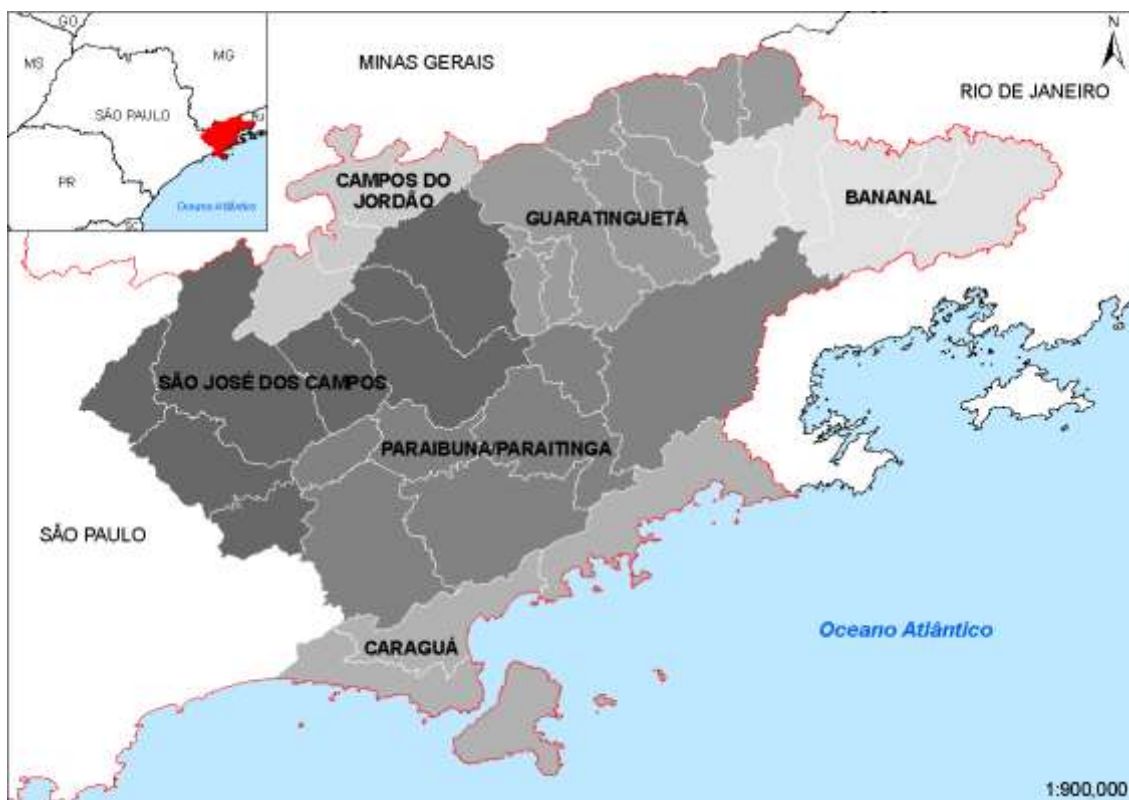 GO
MS
MG
SÃO PAULO
RJ
PR
Oceano Atlântico
SC
MINAS GERAIS
N
RIO DE JANEIRO
CAMPOS DO
JORDÃO
GUARATINGUETÁ
BANANAL
SÃO JOSÉ DOS CAMPOS
PARAIBUNA/PARAITINGA
SÃO PAULO
CARAGUÁ
Oceano Atlântico
1:900,000